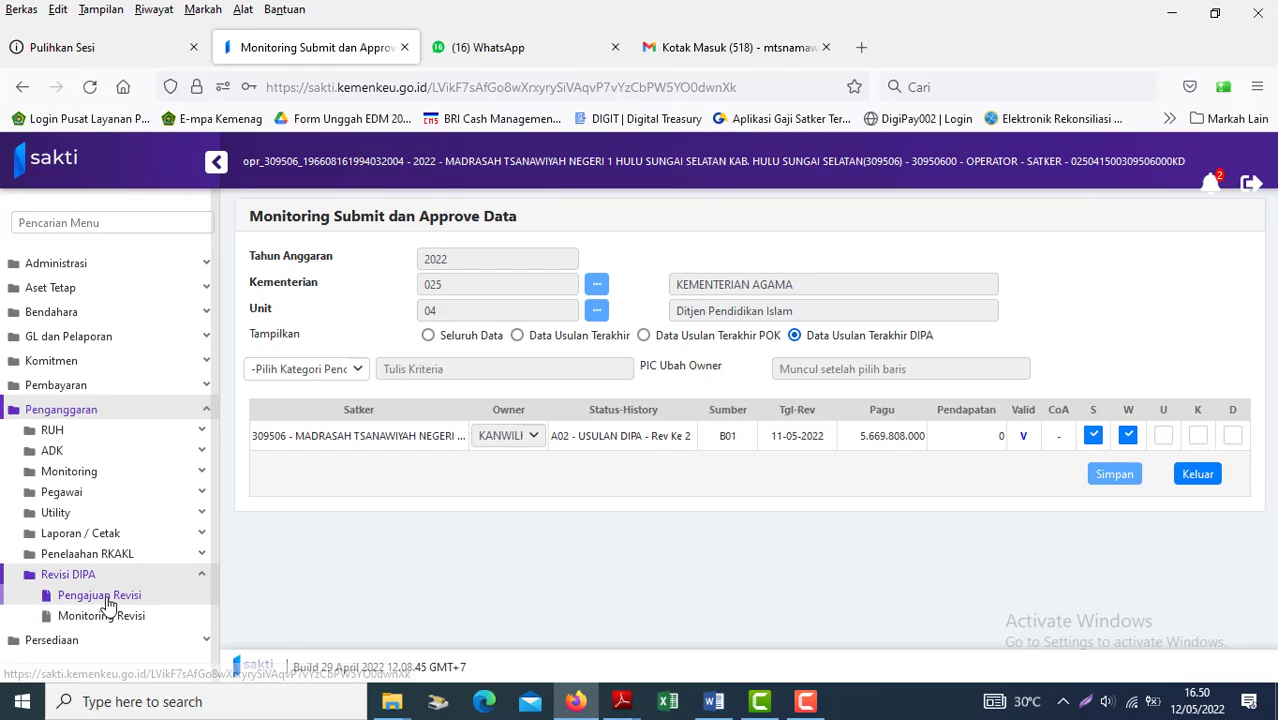 Berkas Edit Tampilan Riwayat Markah Alat Bantuan
Pulihkan Sesi × Monitoring Submit dan Approv × (16) WhatsApp × Kotak Masuk (518) - mtsnamaw × +
https://sakti.kemenkeu.go.id/LVikF7sAfGo8wXrxyrySiVAqvP7vYzCbPW5YO0dwnXk Cari
Login Pusat Layanan P... E-mpa Kemenag Form Unggah EDM 20... BRI Cash Managemen... DIGIT | Digital Treasury Aplikasi Gaji Satker Ter... DigiPay002 | Login Elektronik Rekonsiliasi ... Markah Lain
sakti opr_309506_196608161994032004 - 2022 - MADRASAH TSANAWIYAH NEGERI 1 HULU SUNGAI SELATAN KAB. HULU SUNGAI SELATAN(309506) - 30950600 - OPERATOR - SATKER - 025041500309506000KD
2
Pencarian Menu
Administrasi
Aset Tetap
Bendahara
GL dan Pelaporan
Komitmen
Pembayaran
Penganggaran
RUH
ADK
Monitoring
Pegawai
Utility
Laporan / Cetak
Penelaahan RKAKL
Revisi DIPA
Pengajuan Revisi
Monitoring Revisi
Persediaan
Monitoring Submit dan Approve Data
Tahun Anggaran 2022
Kementerian 025 ... KEMENTERIAN AGAMA
Unit 04 ... Ditjen Pendidikan Islam
Tampilkan Seluruh Data Data Usulan Terakhir Data Usulan Terakhir POK Data Usulan Terakhir DIPA
-Pilih Kategori Penc Tulis Kriteria PIC Ubah Owner Muncul setelah pilih baris
Satker Owner Status-History Sumber Tgl-Rev Pagu Pendapatan Valid CoA S W U K D
309506 - MADRASAH TSANAWIYAH NEGERI ... KANWILI A02 - USULAN DIPA - Rev Ke 2 B01 11-05-2022 5.669.808.000 0 V -
Simpan Keluar
Activate Windows
Go to Settings to activate Windows.
sakti Build 29 April 2022 12.08.45 GMT+7
https://sakti.kemenkeu.go.id/LVikF7sAfGo8wXrxyrySiVAqvP7vYzCbPW5YO0dwnXk
Type here to search 30°C 16.50
12/05/2022